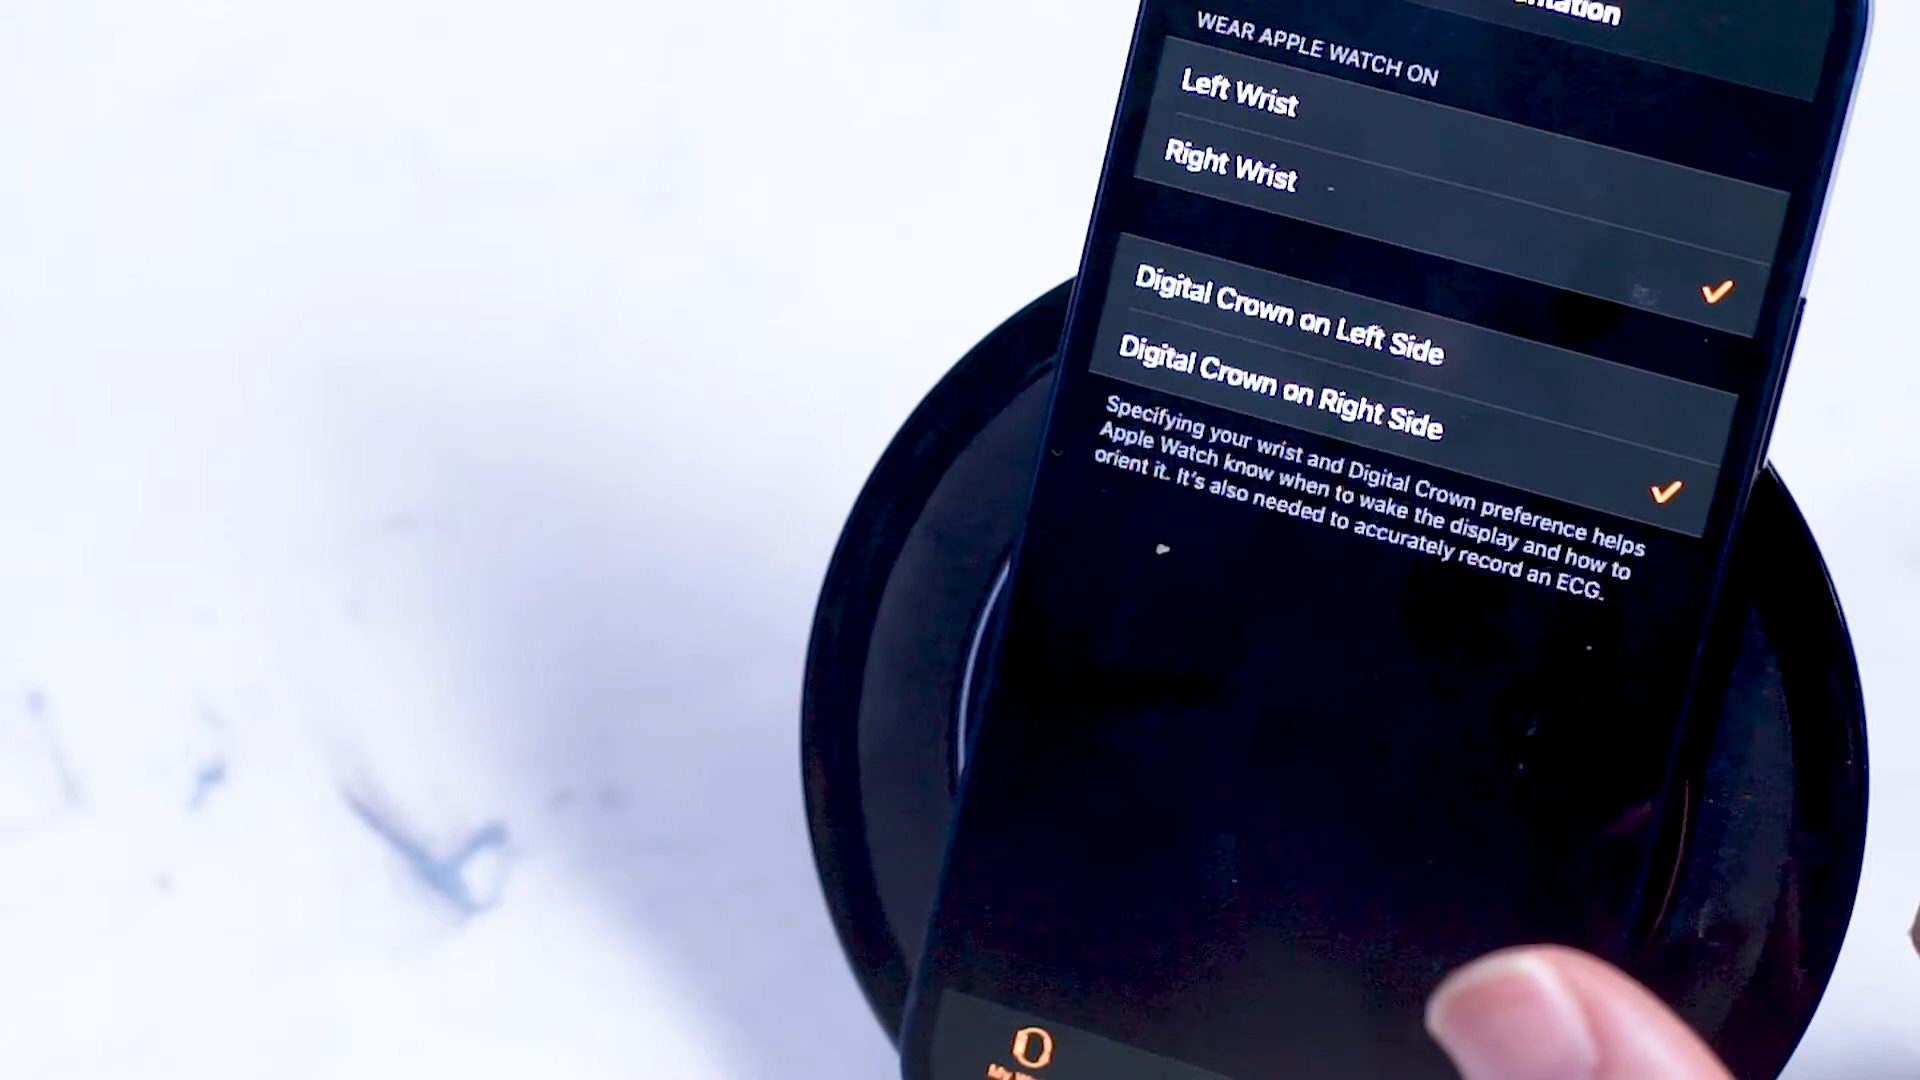 WEAR APPLE WATCH ON
Left Wrist
Right Wrist
Digital Crown on Left Side
Digital Crown on Right Side
Specifying your wrist and Digital Crown preference helps
Apple Watch know when to wake the display and how to
orient it. It's also needed to accurately record an ECG.